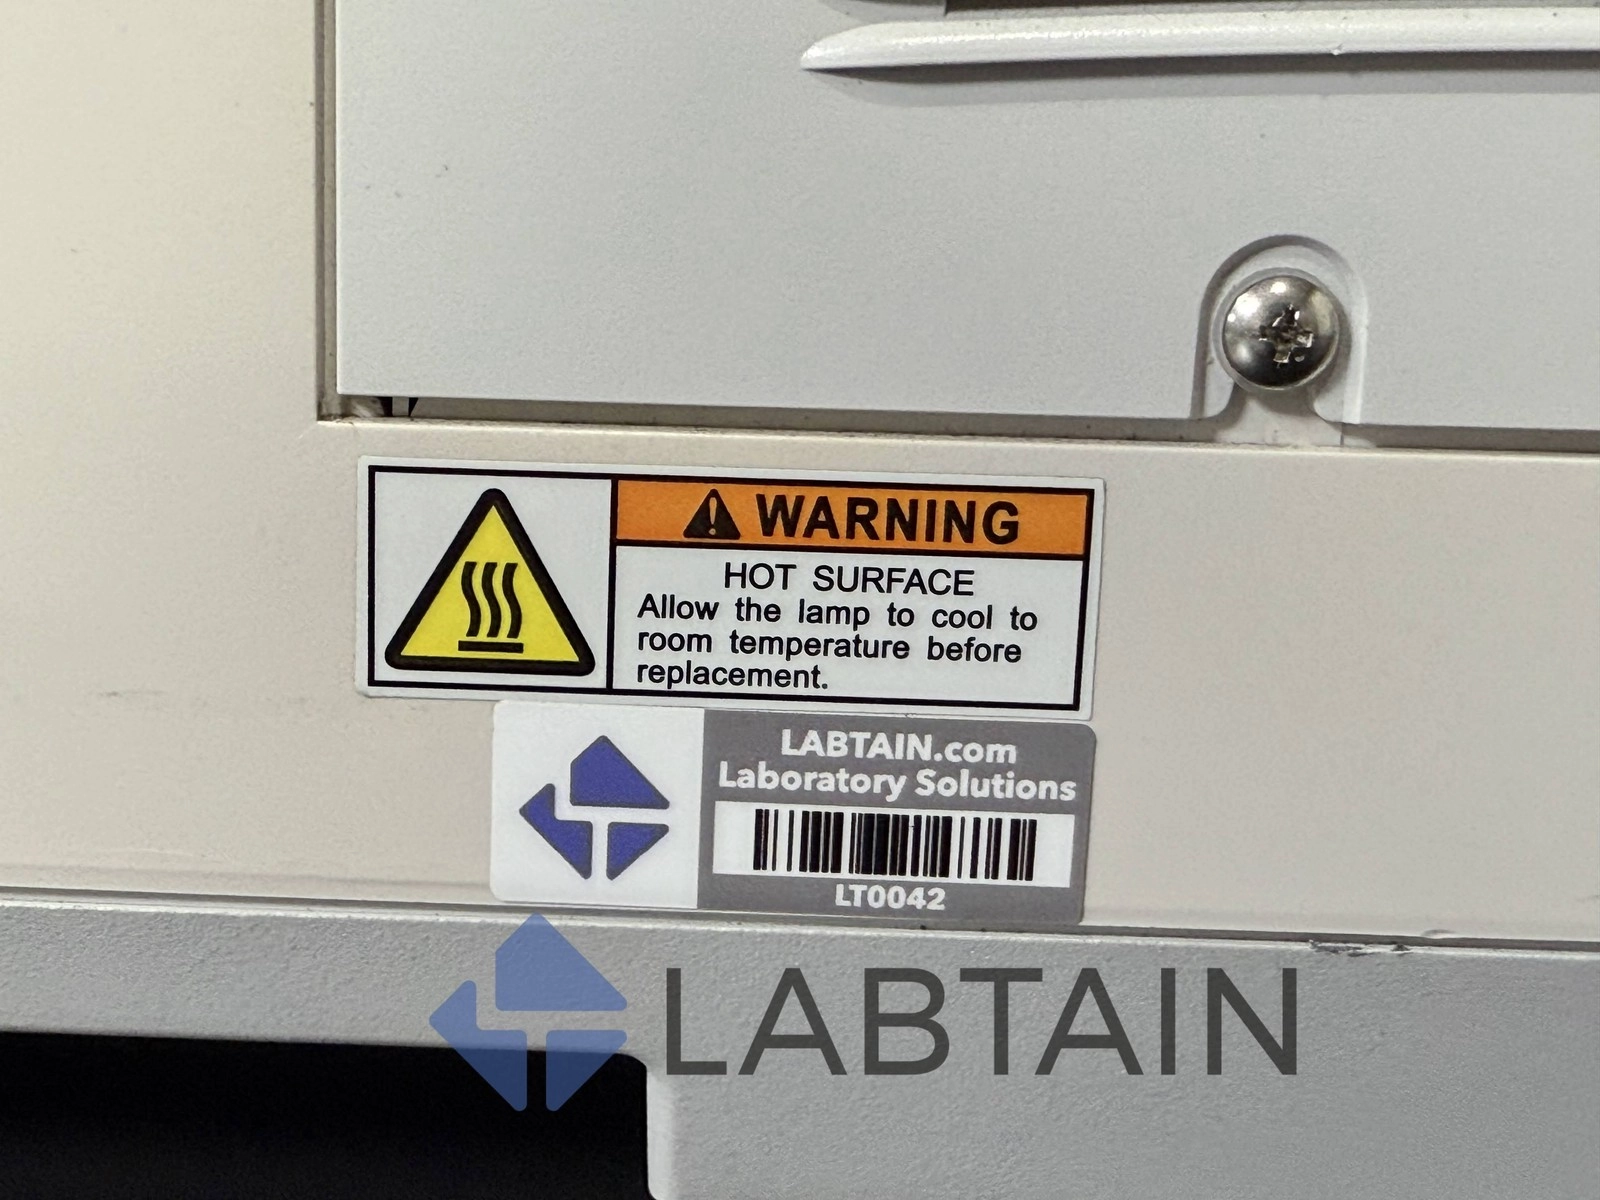 WARNING
HOT SURFACE
Allow the lamp to cool to
room temperature before
replacement.
LABTAIN.com
Laboratory Solutions
LT0042
LABTAIN